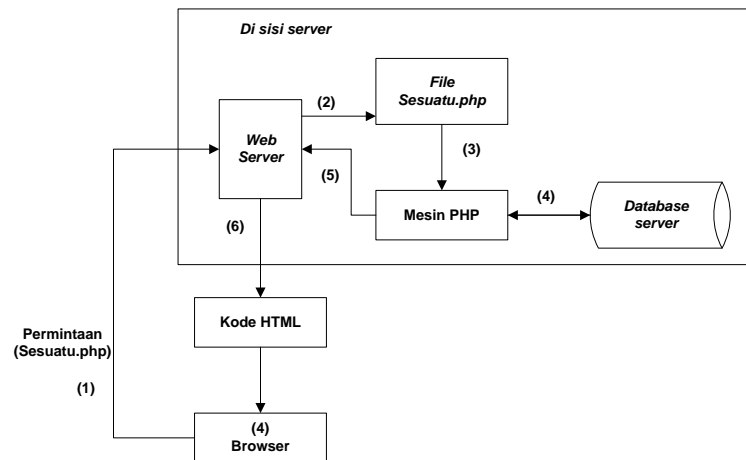 Di sisi server
File
Sesuatu.php
(2)
Web
Server
(3)
(5)
Mesin PHP
(4)
Database
server
(6)
Kode HTML
Permintaan
(Sesuatu.php)
(1)
(4)
Browser